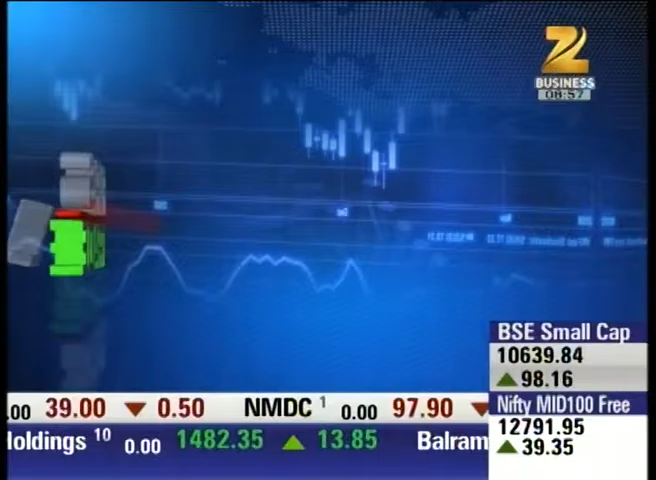 Z
BUSINESS
08:57
BSE Small Cap
10639.84
▲ 98.16
Nifty MID100 Free
12791.95
▲ 39.35
.00 39.00 ▼ 0.50 NMDC 1 0.00 97.90 ▼
Holdings 10 0.00 1482.35 ▲ 13.85 Balram